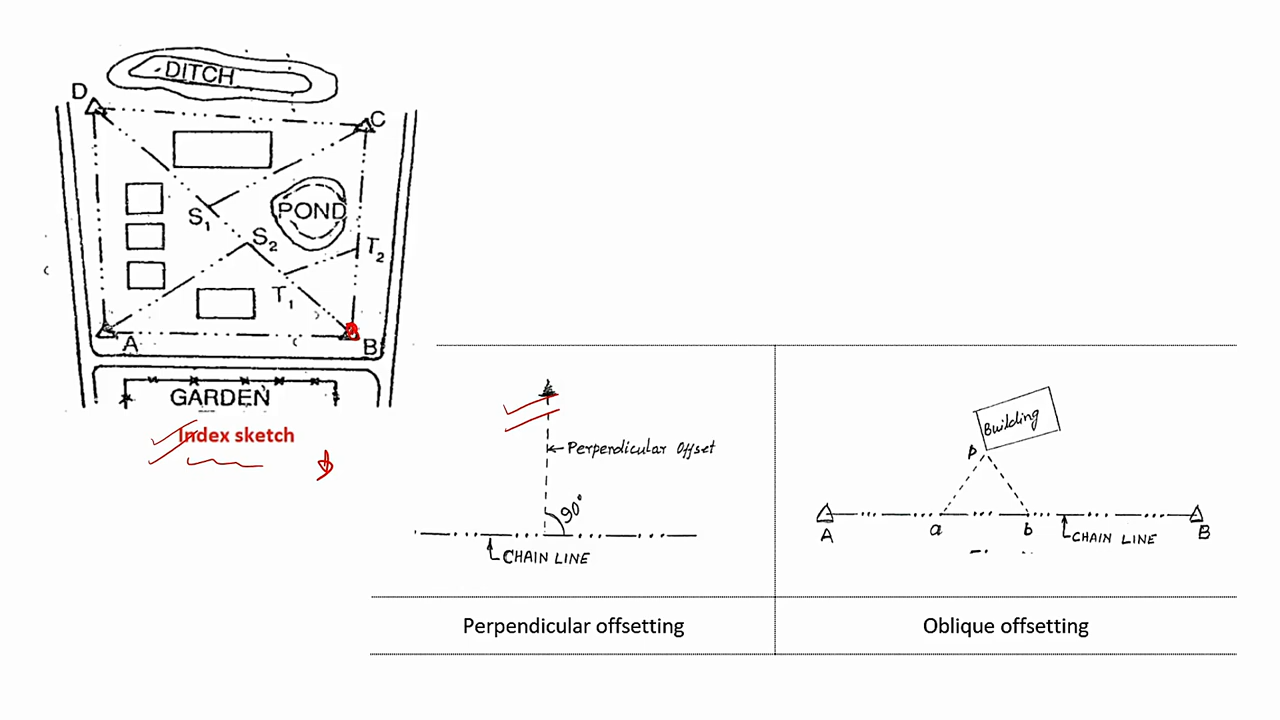 DITCH
D
C
S1
POND
S2
T2
T1
A
B
GARDEN
Index sketch
Perpendicular Offset
90°
CHAIN LINE
Building
p
A
a
b
CHAIN LINE
B
Perpendicular offsetting
Oblique offsetting